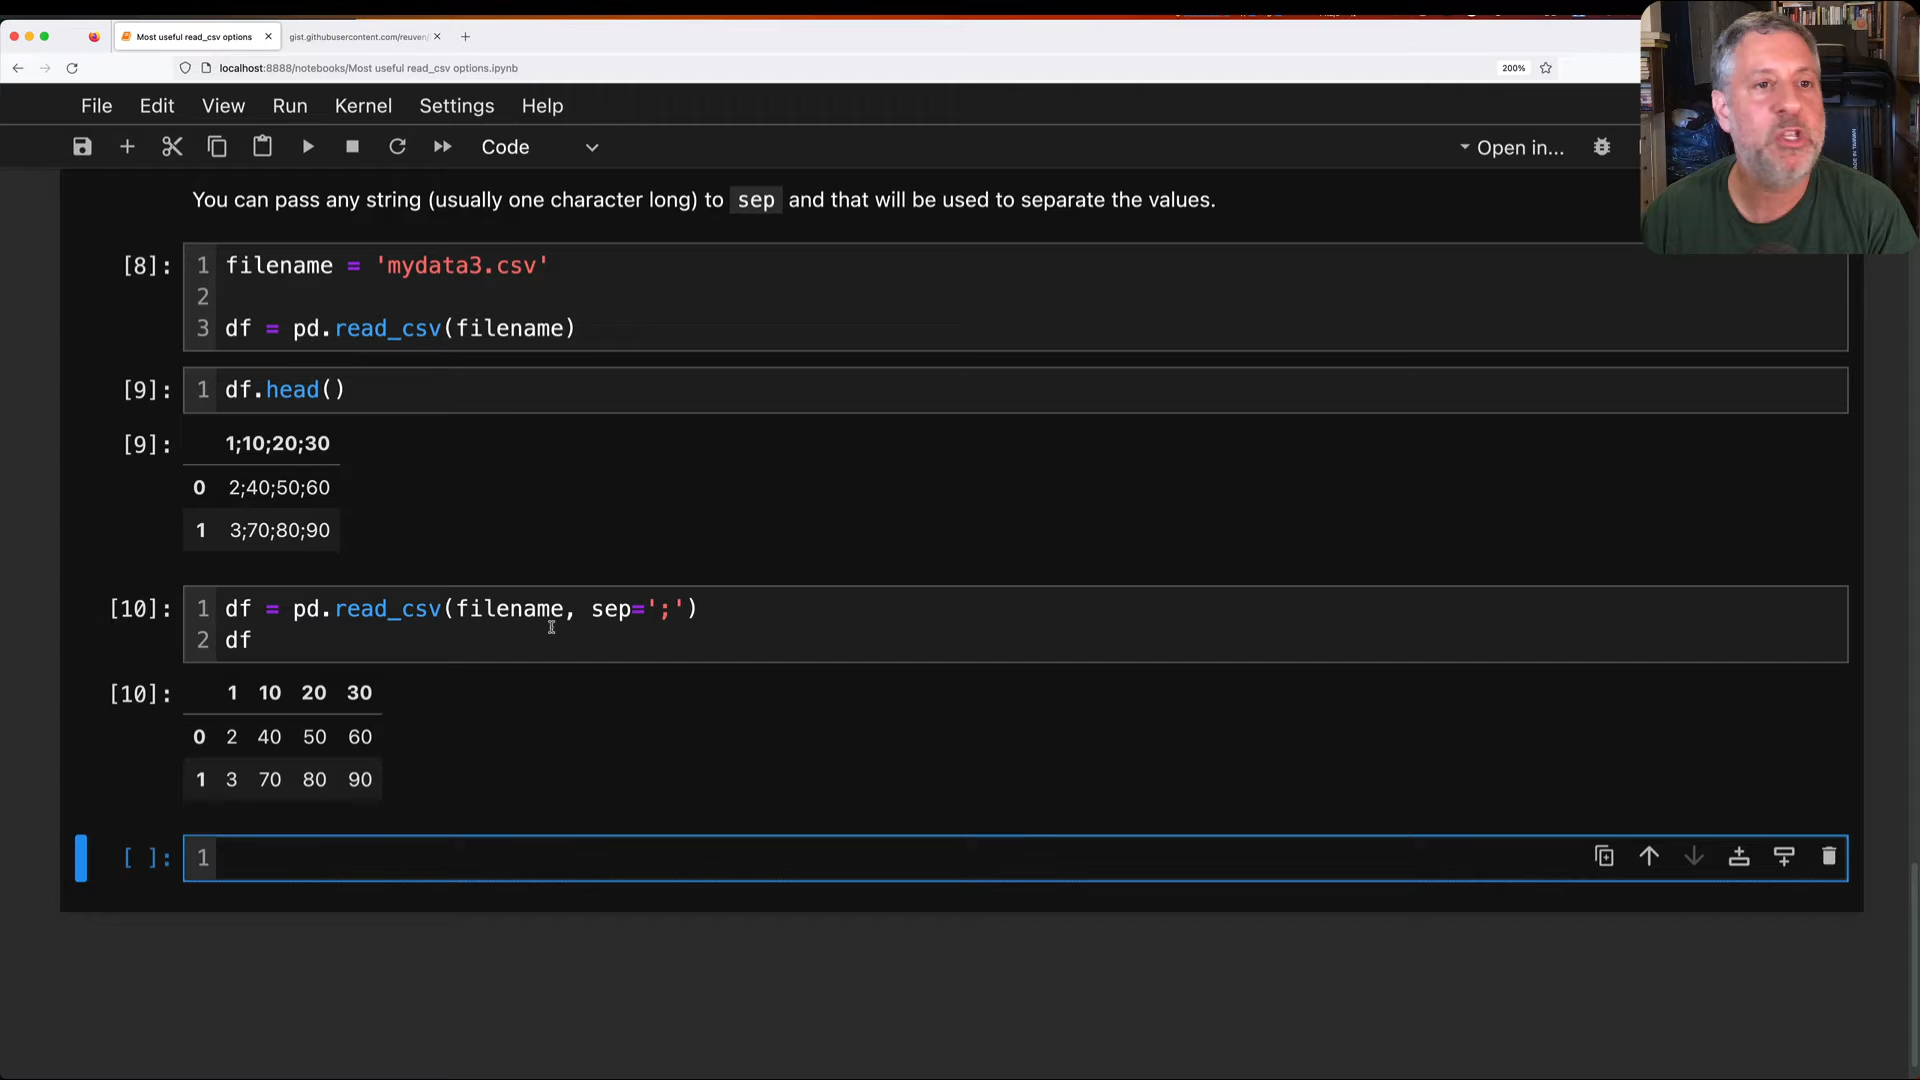 Most useful read_csv options
gist.githubusercontent.com/reuven/
localhost:8888/notebooks/Most useful read_csv options.ipynb
200%
File Edit View Run Kernel Settings Help
Code
Open in...
You can pass any string (usually one character long) to sep and that will be used to separate the values.
[8]:
1 filename = 'mydata3.csv'
2
3 df = pd.read_csv(filename)
[9]:
1 df.head()
[9]:
1;10;20;30
0 2;40;50;60
1 3;70;80;90
[10]:
1 df = pd.read_csv(filename, sep=';')
2 df
[10]:
1 10 20 30
0 2 40 50 60
1 3 70 80 90
[ ]:
1